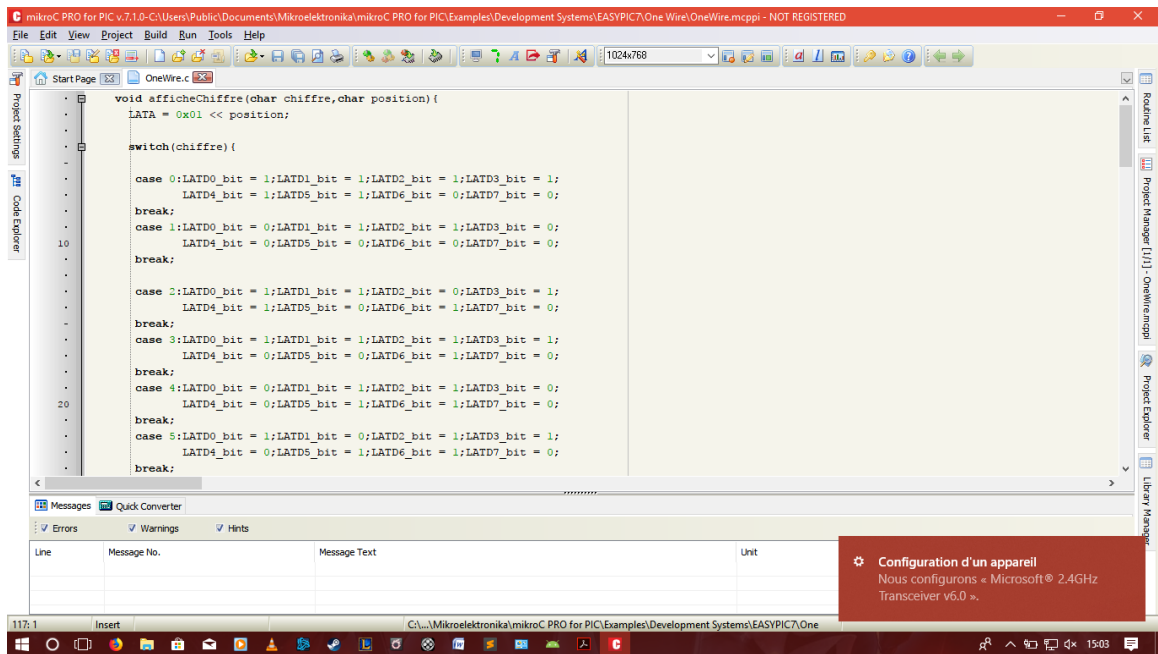 mikroC PRO for PIC v.7.1.0-C:\Users\Public\Documents\Mikroelektronika\mikroC PRO for PIC\Examples\Development Systems\EASYPIC7\One Wire\OneWire.mcppi - NOT REGISTERED
File Edit View Project Build Run Tools Help
1024x768
Start Page OneWire.c
Project Settings
Code Explorer
void afficheChiffre(char chiffre,char position){
LATA = 0x01 << position;
switch(chiffre){
case 0:LATD0_bit = 1;LATD1_bit = 1;LATD2_bit = 1;LATD3_bit = 1;
LATD4_bit = 1;LATD5_bit = 1;LATD6_bit = 0;LATD7_bit = 0;
break;
case 1:LATD0_bit = 0;LATD1_bit = 1;LATD2_bit = 1;LATD3_bit = 0;
10 LATD4_bit = 0;LATD5_bit = 0;LATD6_bit = 0;LATD7_bit = 0;
break;
case 2:LATD0_bit = 1;LATD1_bit = 1;LATD2_bit = 0;LATD3_bit = 1;
LATD4_bit = 1;LATD5_bit = 0;LATD6_bit = 1;LATD7_bit = 0;
break;
case 3:LATD0_bit = 1;LATD1_bit = 1;LATD2_bit = 1;LATD3_bit = 1;
LATD4_bit = 0;LATD5_bit = 0;LATD6_bit = 1;LATD7_bit = 0;
break;
case 4:LATD0_bit = 0;LATD1_bit = 1;LATD2_bit = 1;LATD3_bit = 0;
20 LATD4_bit = 0;LATD5_bit = 1;LATD6_bit = 1;LATD7_bit = 0;
break;
case 5:LATD0_bit = 1;LATD1_bit = 0;LATD2_bit = 1;LATD3_bit = 1;
LATD4_bit = 0;LATD5_bit = 1;LATD6_bit = 1;LATD7_bit = 0;
break;
Routine List
Project Manager [1/1] - OneWire.mcppi
Project Explorer
Library Manager
Messages Quick Converter
Errors Warnings Hints
Line Message No. Message Text Unit
Configuration d'un appareil
Nous configurons « Microsoft® 2.4GHz
Transceiver v6.0 ».
117: 1 Insert C:\...\Mikroelektronika\mikroC PRO for PIC\Examples\Development Systems\EASYPIC7\One
15:03